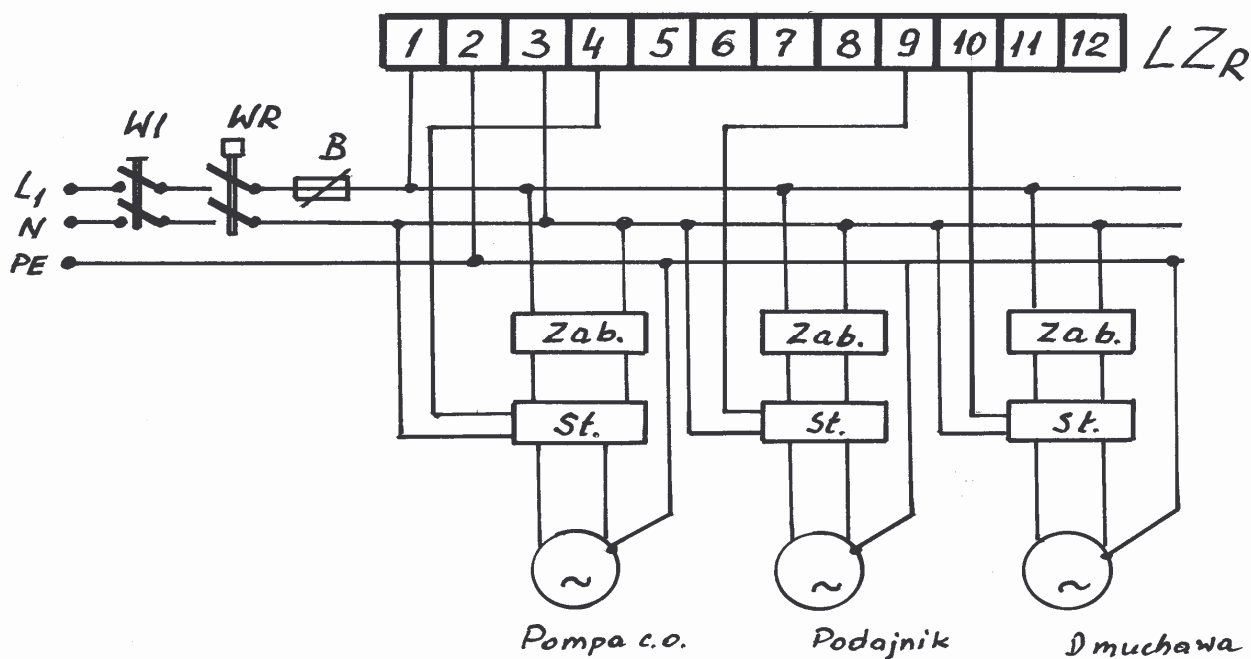 1 2 3 4 5 6 7 8 9 10 11 12 LZR
WI WR B
L1
N
PE
Zab. Zab. Zab.
St. St. St.
~ ~ ~
Pompa c.o. Podajnik Dmuchawa